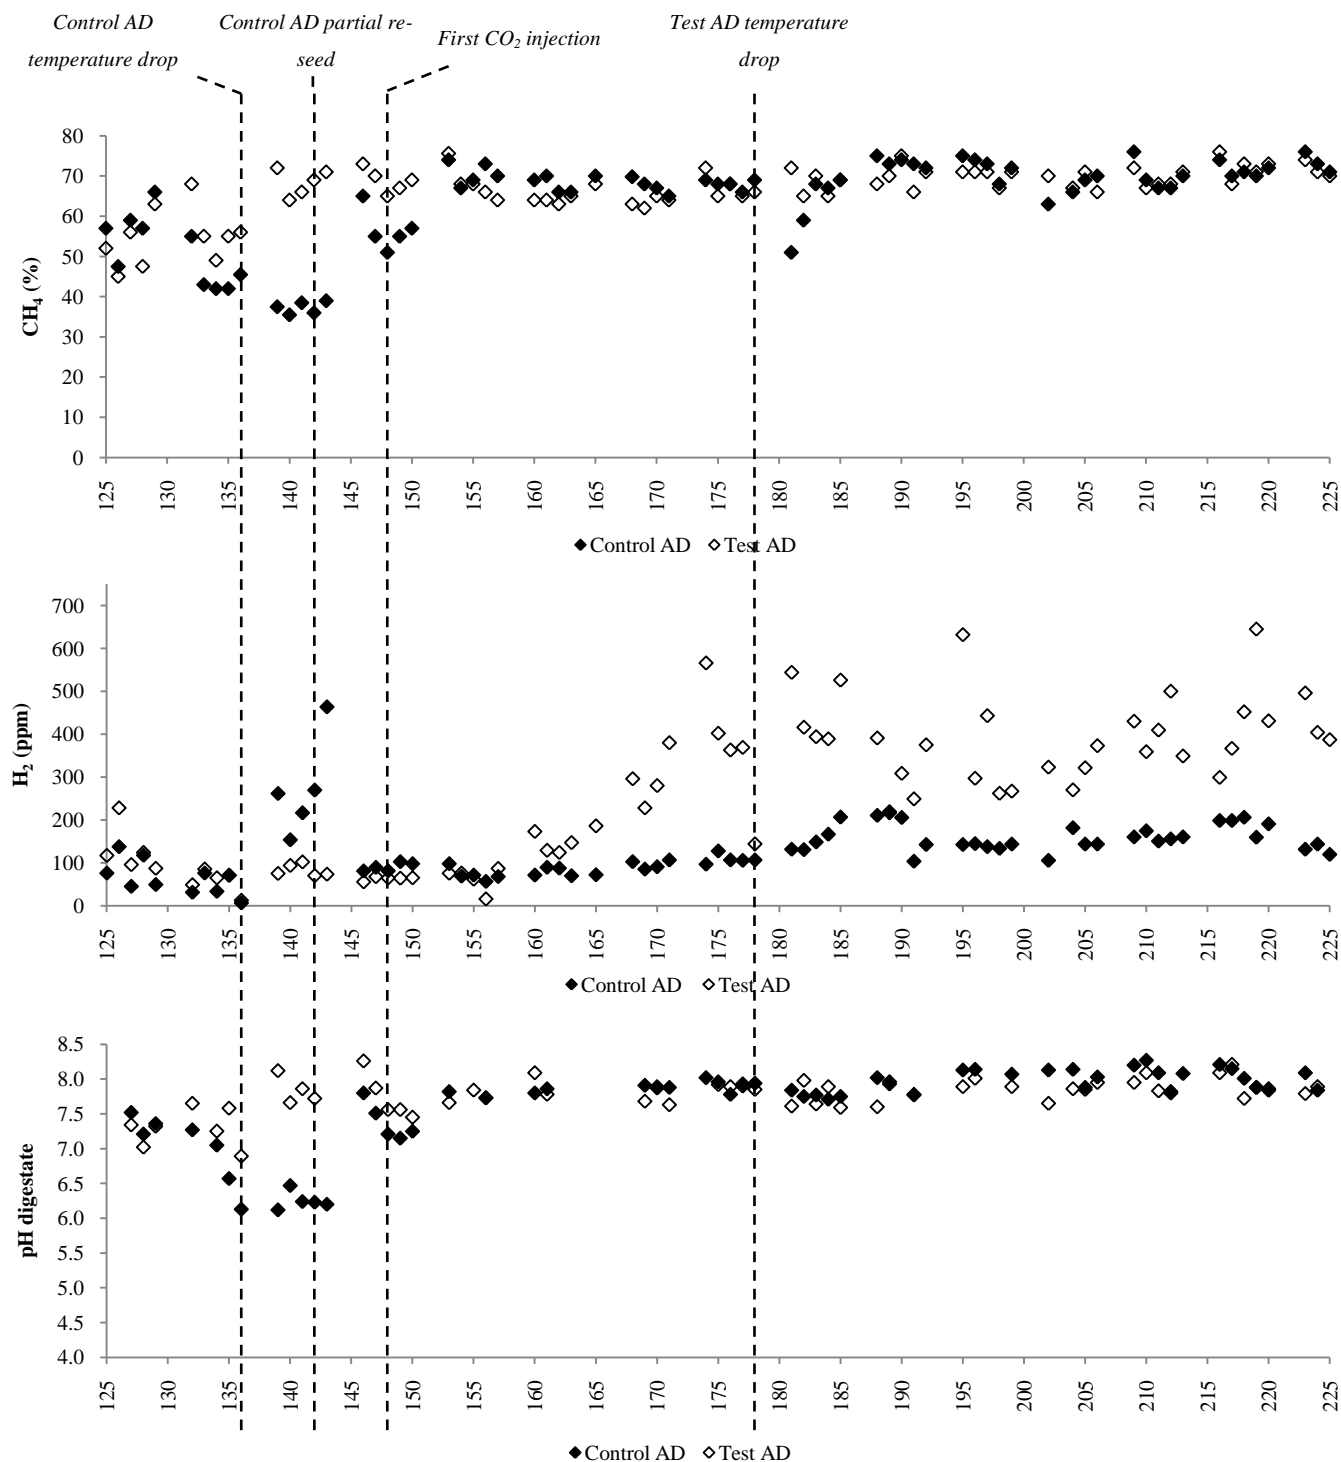 Control AD
temperature drop
Control AD partial re-
seed
First CO₂ injection
Test AD temperature
drop
CH₄ (%)
80
70
60
50
40
30
20
10
0
125 130 135 140 145 150 155 160 165 170 175 180 185 190 195 200 205 210 215 220 225
Control AD Test AD
H₂ (ppm)
700
600
500
400
300
200
100
0
125 130 135 140 145 150 155 160 165 170 175 180 185 190 195 200 205 210 215 220 225
Control AD Test AD
pH digestate
8.5
8.0
7.5
7.0
6.5
6.0
5.5
5.0
4.5
4.0
125 130 135 140 145 150 155 160 165 170 175 180 185 190 195 200 205 210 215 220 225
Control AD Test AD